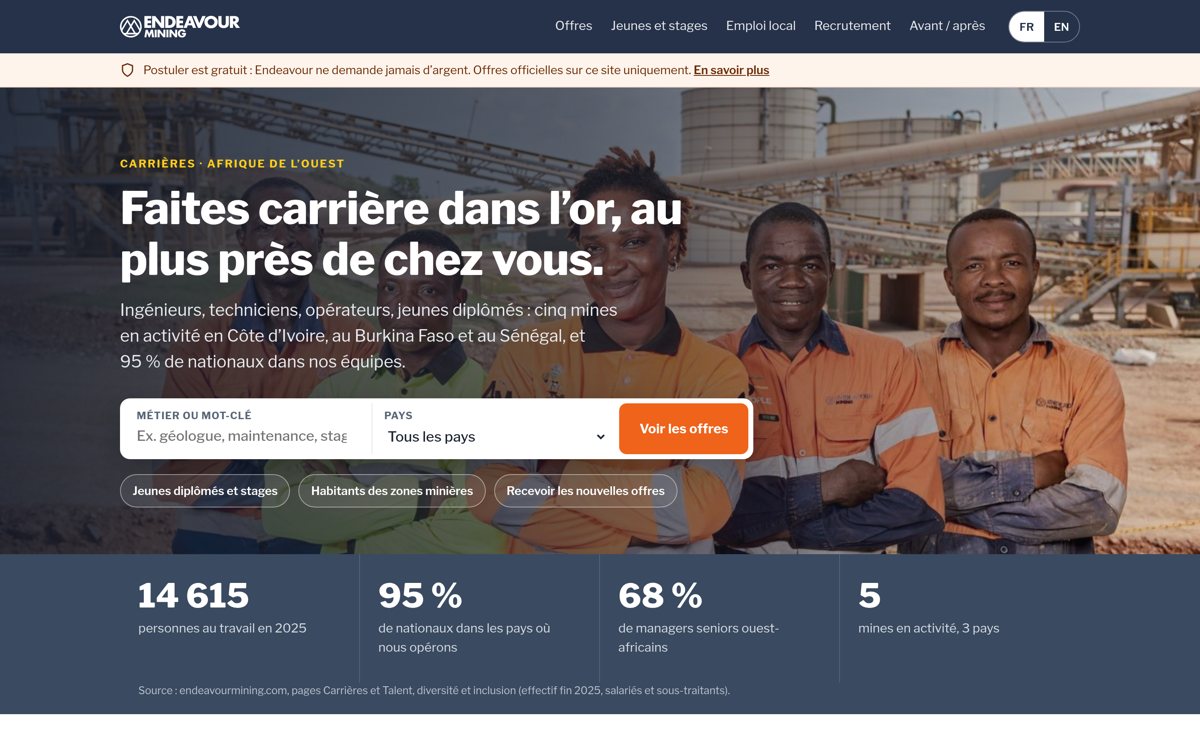 ENDEAVOUR
MINING
Offres
Jeunes et stages
Emploi local
Recrutement
Avant / après
FR
EN
Postuler est gratuit : Endeavour ne demande jamais d'argent. Offres officielles sur ce site uniquement. En savoir plus
CARRIÈRES · AFRIQUE DE L'OUEST
Faites carrière dans l'or, au
plus près de chez vous.
Ingénieurs, techniciens, opérateurs, jeunes diplômés : cinq mines
en activité en Côte d'Ivoire, au Burkina Faso et au Sénégal, et
95 % de nationaux dans nos équipes.
MÉTIER OU MOT-CLÉ
Ex. géologue, maintenance, stag
PAYS
Tous les pays
Voir les offres
Jeunes diplômés et stages
Habitants des zones minières
Recevoir les nouvelles offres
14 615
personnes au travail en 2025
95 %
de nationaux dans les pays où
nous opérons
68 %
de managers seniors ouest-
africains
5
mines en activité, 3 pays
Source : endeavourmining.com, pages Carrières et Talent, diversité et inclusion (effectif fin 2025, salariés et sous-traitants).